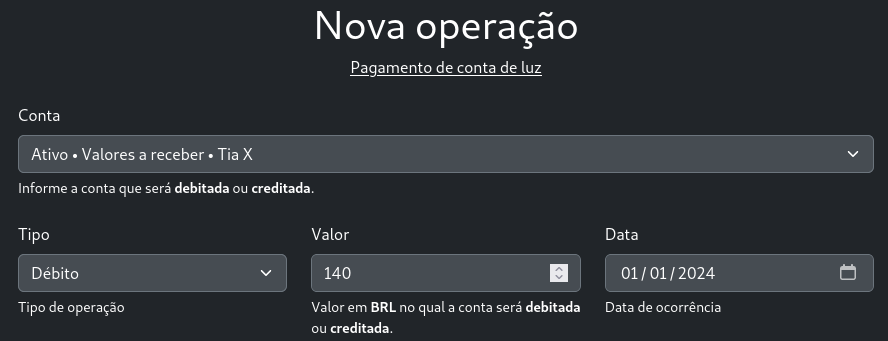 Nova operação
Pagamento de conta de luz
Conta
Ativo • Valores a receber • Tia X
Informe a conta que será debitada ou creditada.
Tipo
Valor
Data
Débito
140
01/01/2024
Tipo de operação
Valor em BRL no qual a conta será debitada
ou creditada.
Data de ocorrência